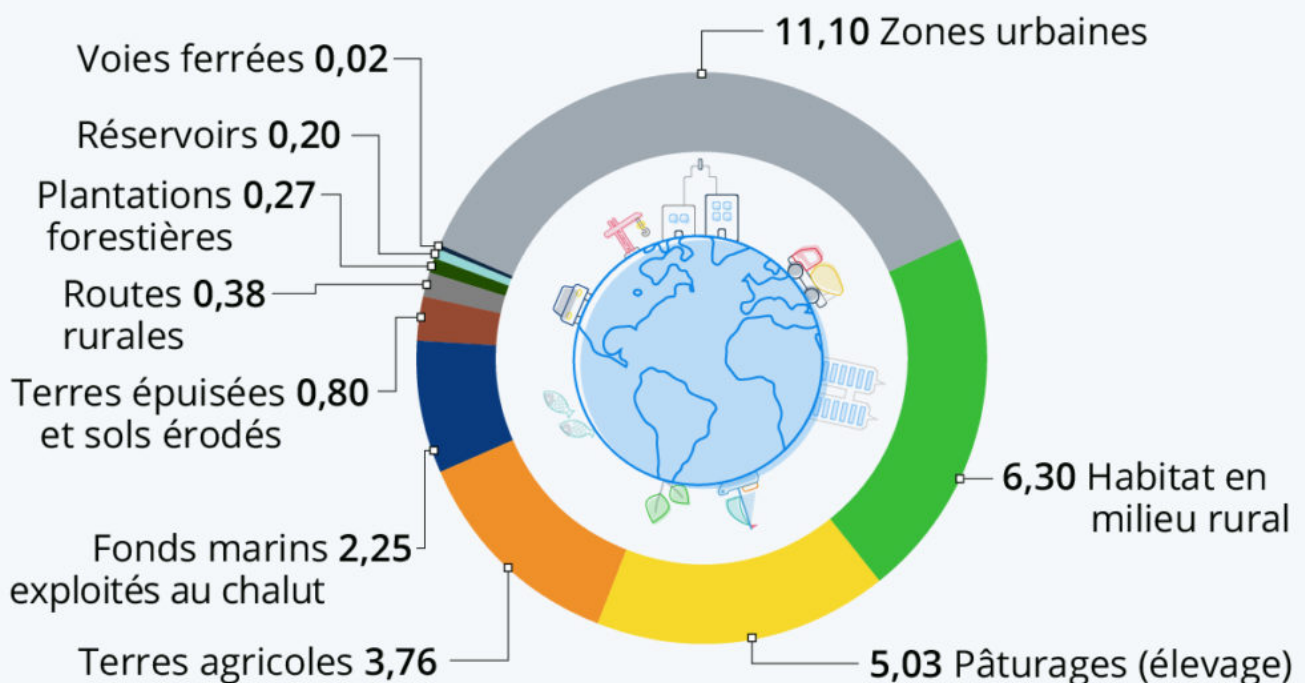 11,10 Zones urbaines
Voies ferrées 0,02
Réservoirs 0,20
Plantations 0,27
forestières
Routes 0,38
rurales
Terres épuisées 0,80
et sols érodés
6,30 Habitat en
milieu rural
Fonds marins 2,25
exploités au chalut
Terres agricoles 3,76
5,03 Pâturages (élevage)